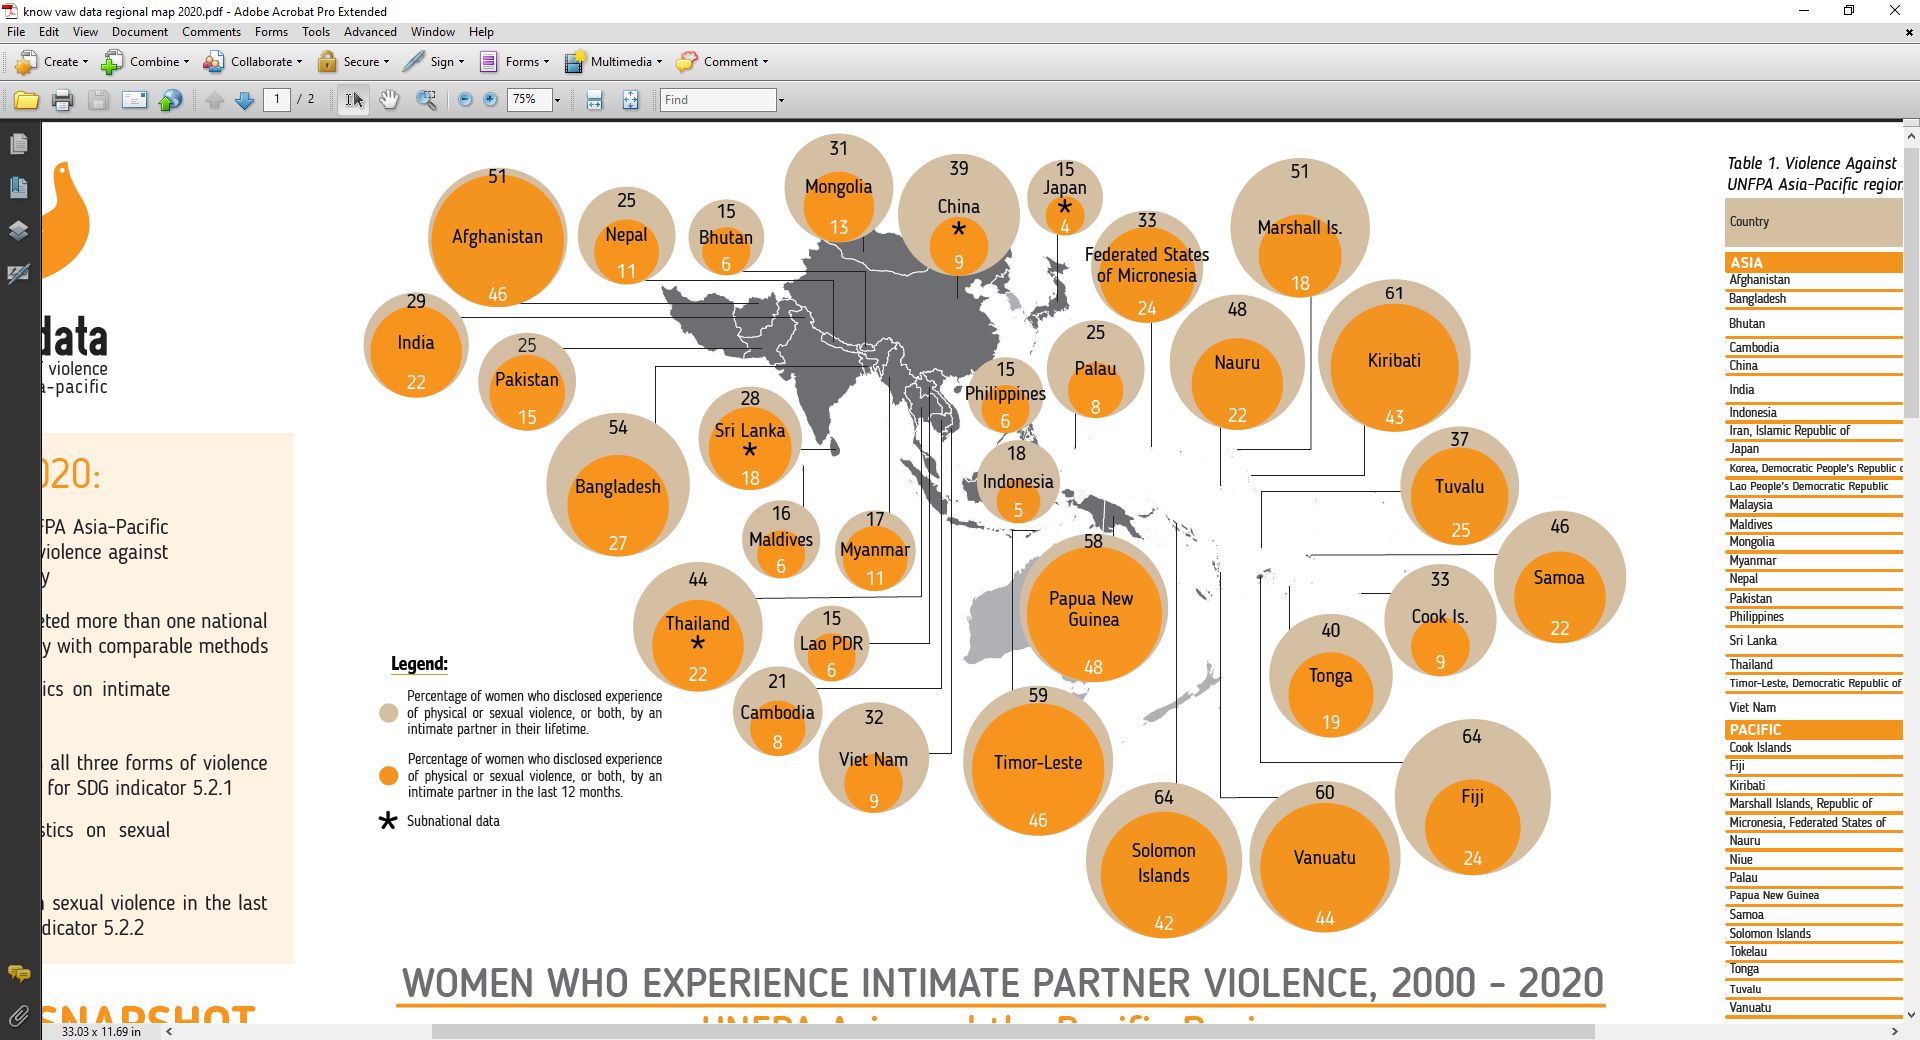 know vaw data regional map 2020.pdf - Adobe Acrobat Pro Extended
File Edit View Document Comments Forms Tools Advanced Window Help
Create Combine Collaborate Secure Sign Forms Multimedia Comment
1 / 2 75% Find
data
violence
a-pacific
020:
FPA Asia-Pacific
violence against
y
eted more than one national
y with comparable methods
ics on intimate
all three forms of violence
for SDG indicator 5.2.1
stics on sexual
sexual violence in the last
dicator 5.2.2
SNAPSHOT
51
Afghanistan
46
25
Nepal
11
15
Bhutan
6
31
Mongolia
13
39
China
*
9
15
Japan
*
4
33
Federated States
of Micronesia
24
51
Marshall Is.
18
29
India
22
25
Pakistan
15
54
Bangladesh
27
28
Sri Lanka
*
18
16
Maldives
6
17
Myanmar
11
15
Philippines
6
25
Palau
8
48
Nauru
22
61
Kiribati
43
18
Indonesia
5
37
Tuvalu
25
46
Samoa
22
44
Thailand
*
22
15
Lao PDR
6
21
Cambodia
8
32
Viet Nam
9
58
Papua New
Guinea
48
59
Timor-Leste
46
33
Cook Is.
9
40
Tonga
19
64
Solomon
Islands
42
60
Vanuatu
44
64
Fiji
24
Legend:
Percentage of women who disclosed experience
of physical or sexual violence, or both, by an
intimate partner in their lifetime.
Percentage of women who disclosed experience
of physical or sexual violence, or both, by an
intimate partner in the last 12 months.
* Subnational data
WOMEN WHO EXPERIENCE INTIMATE PARTNER VIOLENCE, 2000 - 2020
Table 1. Violence Against
UNFPA Asia-Pacific region
Country
ASIA
Afghanistan
Bangladesh
Bhutan
Cambodia
China
India
Indonesia
Iran, Islamic Republic of
Japan
Korea, Democratic People's Republic o
Lao People's Democratic Republic
Malaysia
Maldives
Mongolia
Myanmar
Nepal
Pakistan
Philippines
Sri Lanka
Thailand
Timor-Leste, Democratic Republic of
Viet Nam
PACIFIC
Cook Islands
Fiji
Kiribati
Marshall Islands, Republic of
Micronesia, Federated States of
Nauru
Niue
Palau
Papua New Guinea
Samoa
Solomon Islands
Tokelau
Tonga
Tuvalu
Vanuatu
33.03 x 11.69 in